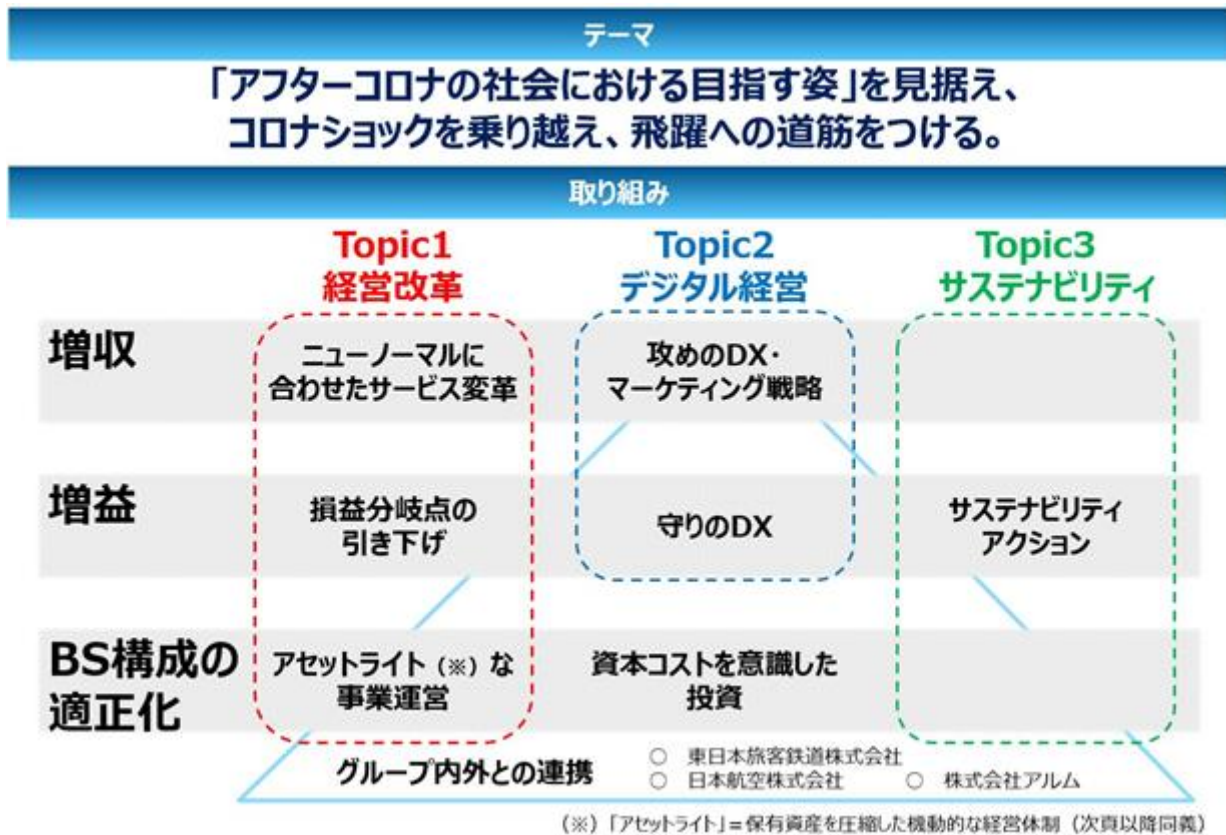 テーマ
「アフターコロナの社会における目指す姿」を見据え、
コロナショックを乗り越え、飛躍への道筋をつける。
取り組み
Topic1
経営改革
Topic2
デジタル経営
Topic3
サステナビリティ
増収
ニューノーマルに
合わせたサービス変革
攻めのDX・
マーケティング戦略
増益
損益分岐点の
引き下げ
守りのDX
サステナビリティ
アクション
BS構成の
適正化
アセットライト（※）な
事業運営
資本コストを意識した
投資
グループ内外との連携
○ 東日本旅客鉄道株式会社
○ 日本航空株式会社 ○ 株式会社アルム
（※）「アセットライト」＝保有資産を圧縮した機動的な経営体制（次頁以降同義）